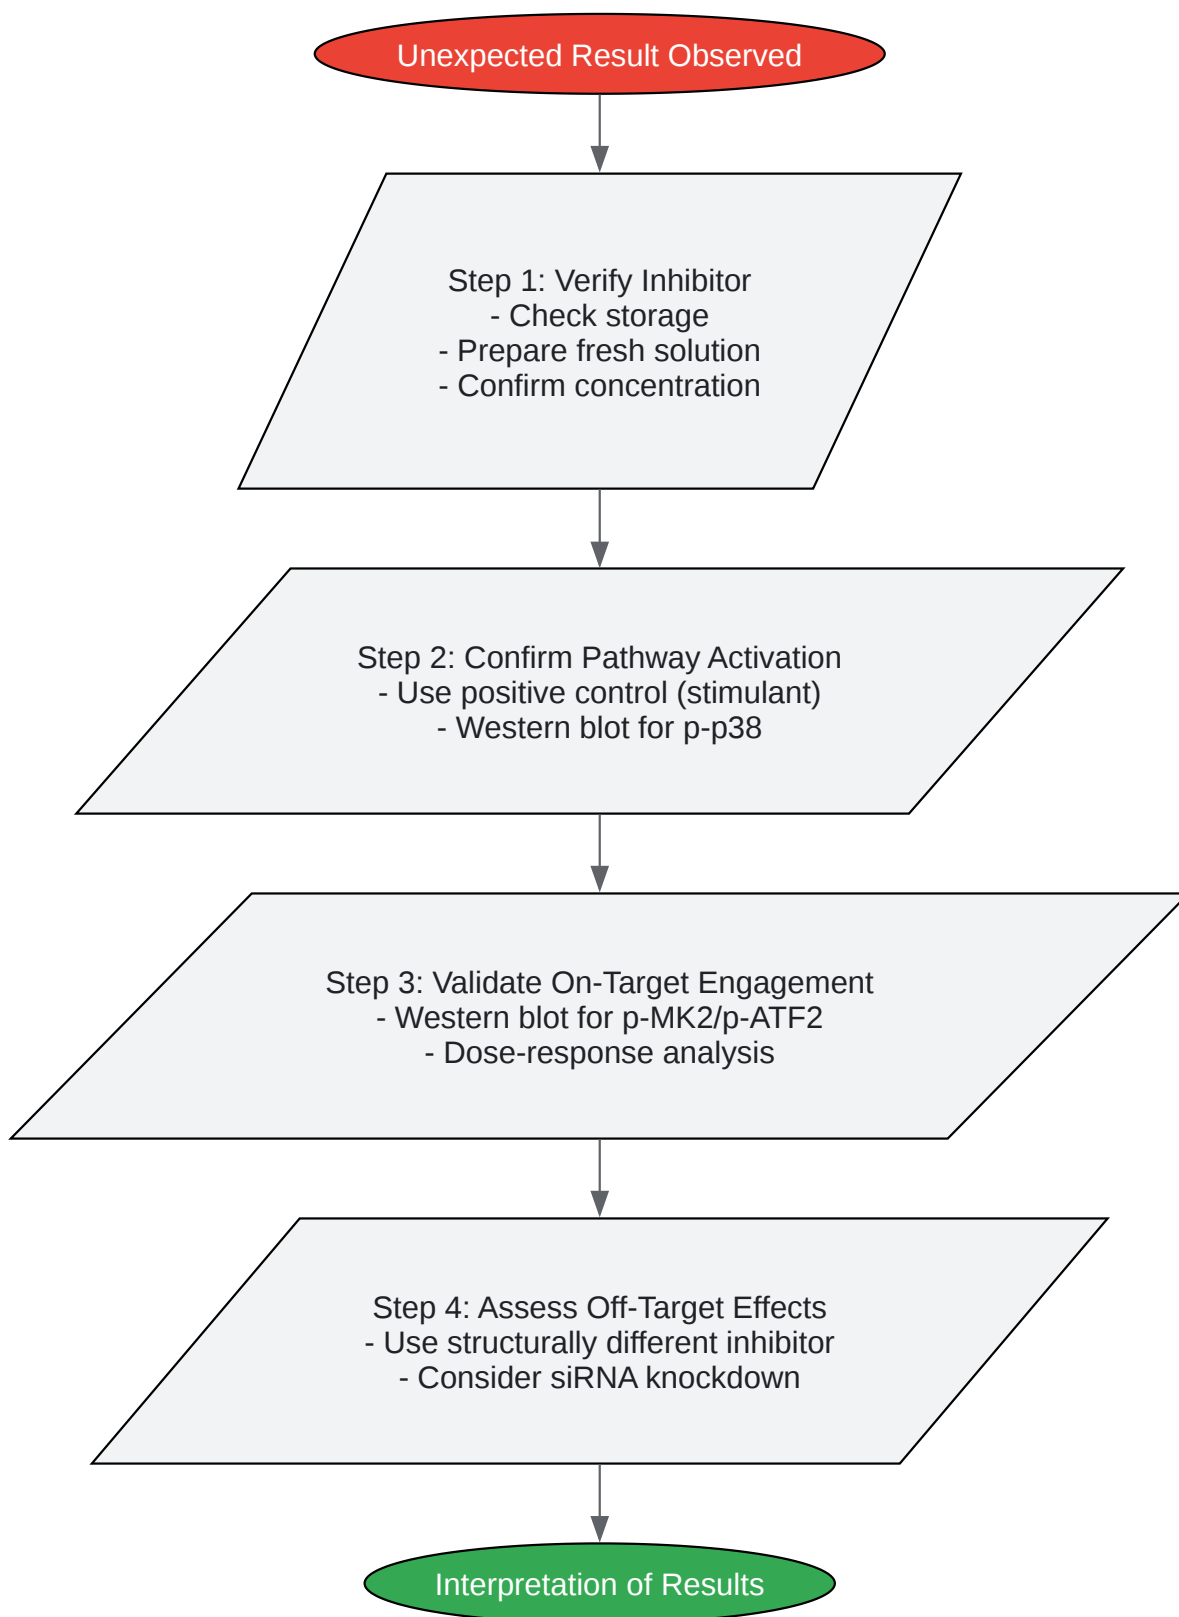 Unexpected Result Observed
Step 1: Verify Inhibitor
- Check storage
- Prepare fresh solution
- Confirm concentration
Step 2: Confirm Pathway Activation
- Use positive control (stimulant)
- Western blot for p-p38
Step 3: Validate On-Target Engagement
- Western blot for p-MK2/p-ATF2
- Dose-response analysis
Step 4: Assess Off-Target Effects
- Use structurally different inhibitor
- Consider siRNA knockdown
Interpretation of Results